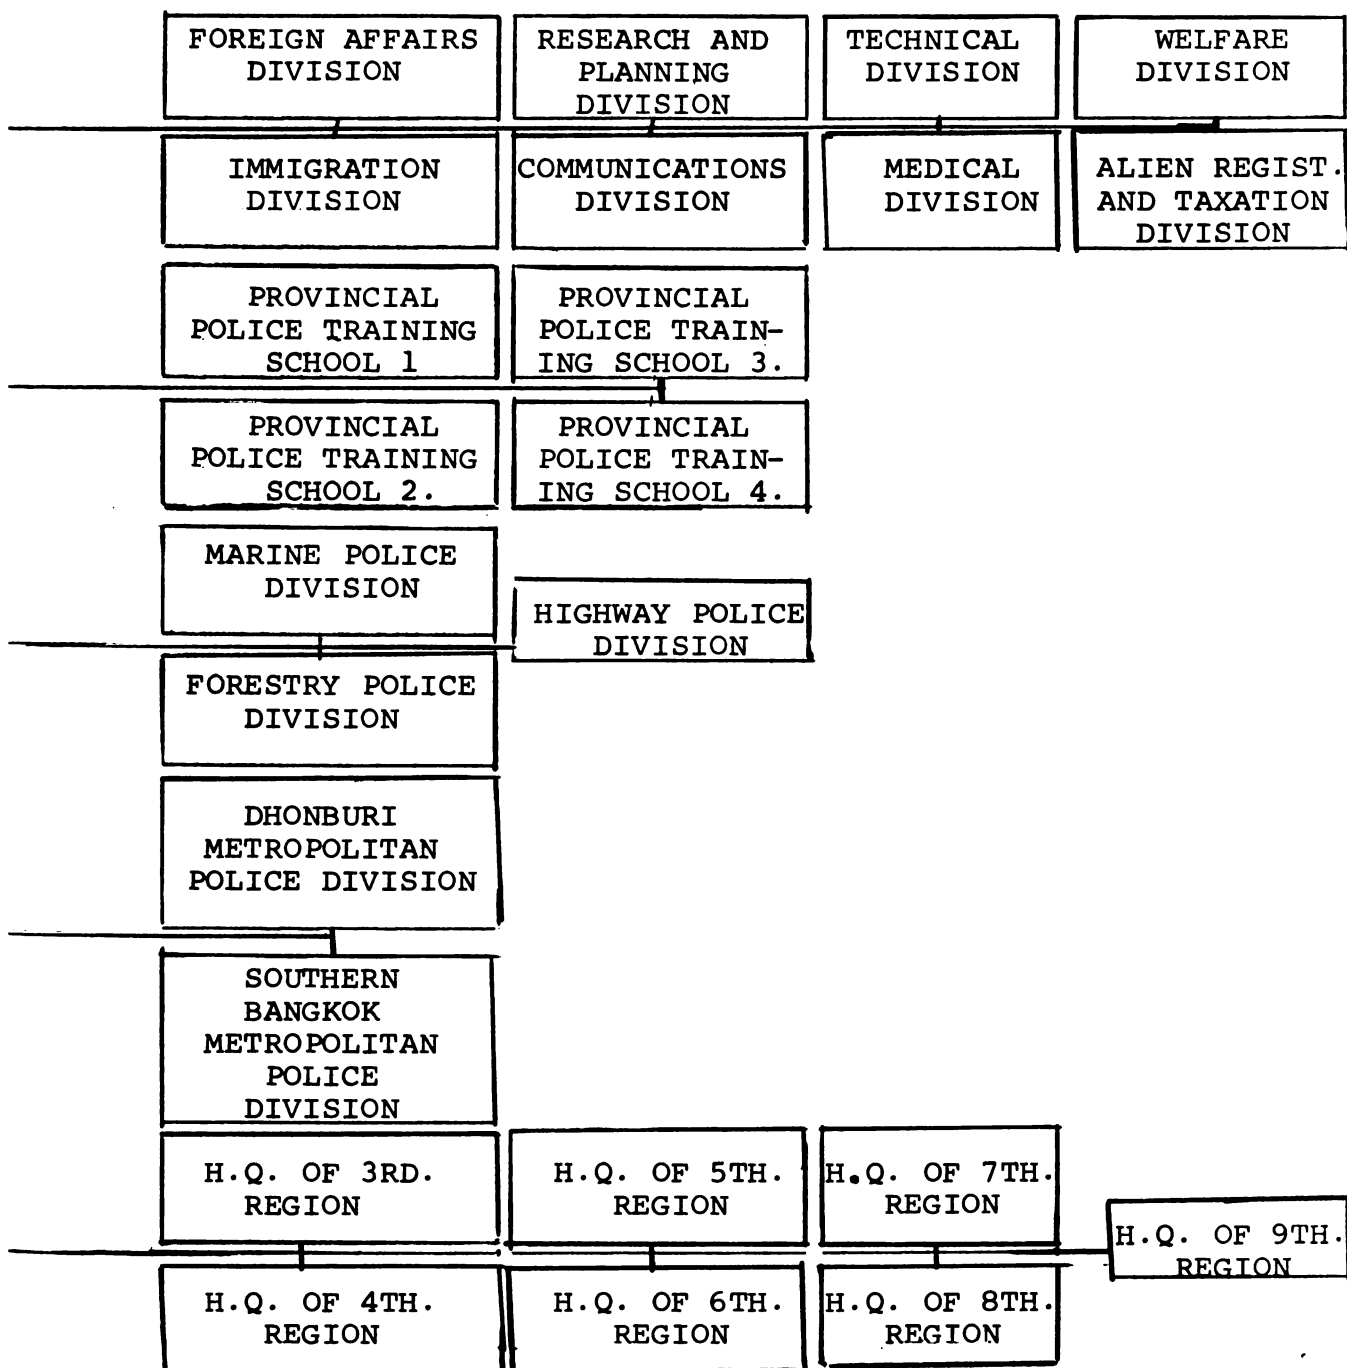 FOREIGN AFFAIRS
DIVISION
RESEARCH AND
PLANNING
DIVISION
TECHNICAL
DIVISION
WELFARE
DIVISION
IMMIGRATION
DIVISION
COMMUNICATIONS
DIVISION
MEDICAL
DIVISION
ALIEN REGIST.
AND TAXATION
DIVISION
PROVINCIAL
POLICE TRAINING
SCHOOL 1
PROVINCIAL
POLICE TRAIN-
ING SCHOOL 3.
PROVINCIAL
POLICE TRAINING
SCHOOL 2.
PROVINCIAL
POLICE TRAIN-
ING SCHOOL 4.
MARINE POLICE
DIVISION
HIGHWAY POLICE
DIVISION
FORESTRY POLICE
DIVISION
DHONBURI
METROPOLITAN
POLICE DIVISION
SOUTHERN
BANGKOK
METROPOLITAN
POLICE
DIVISION
H.Q. OF 3RD.
REGION
H.Q. OF 5TH.
REGION
H.Q. OF 7TH.
REGION
H.Q. OF 9TH.
REGION
H.Q. OF 4TH.
REGION
H.Q. OF 6TH.
REGION
H.Q. OF 8TH.
REGION